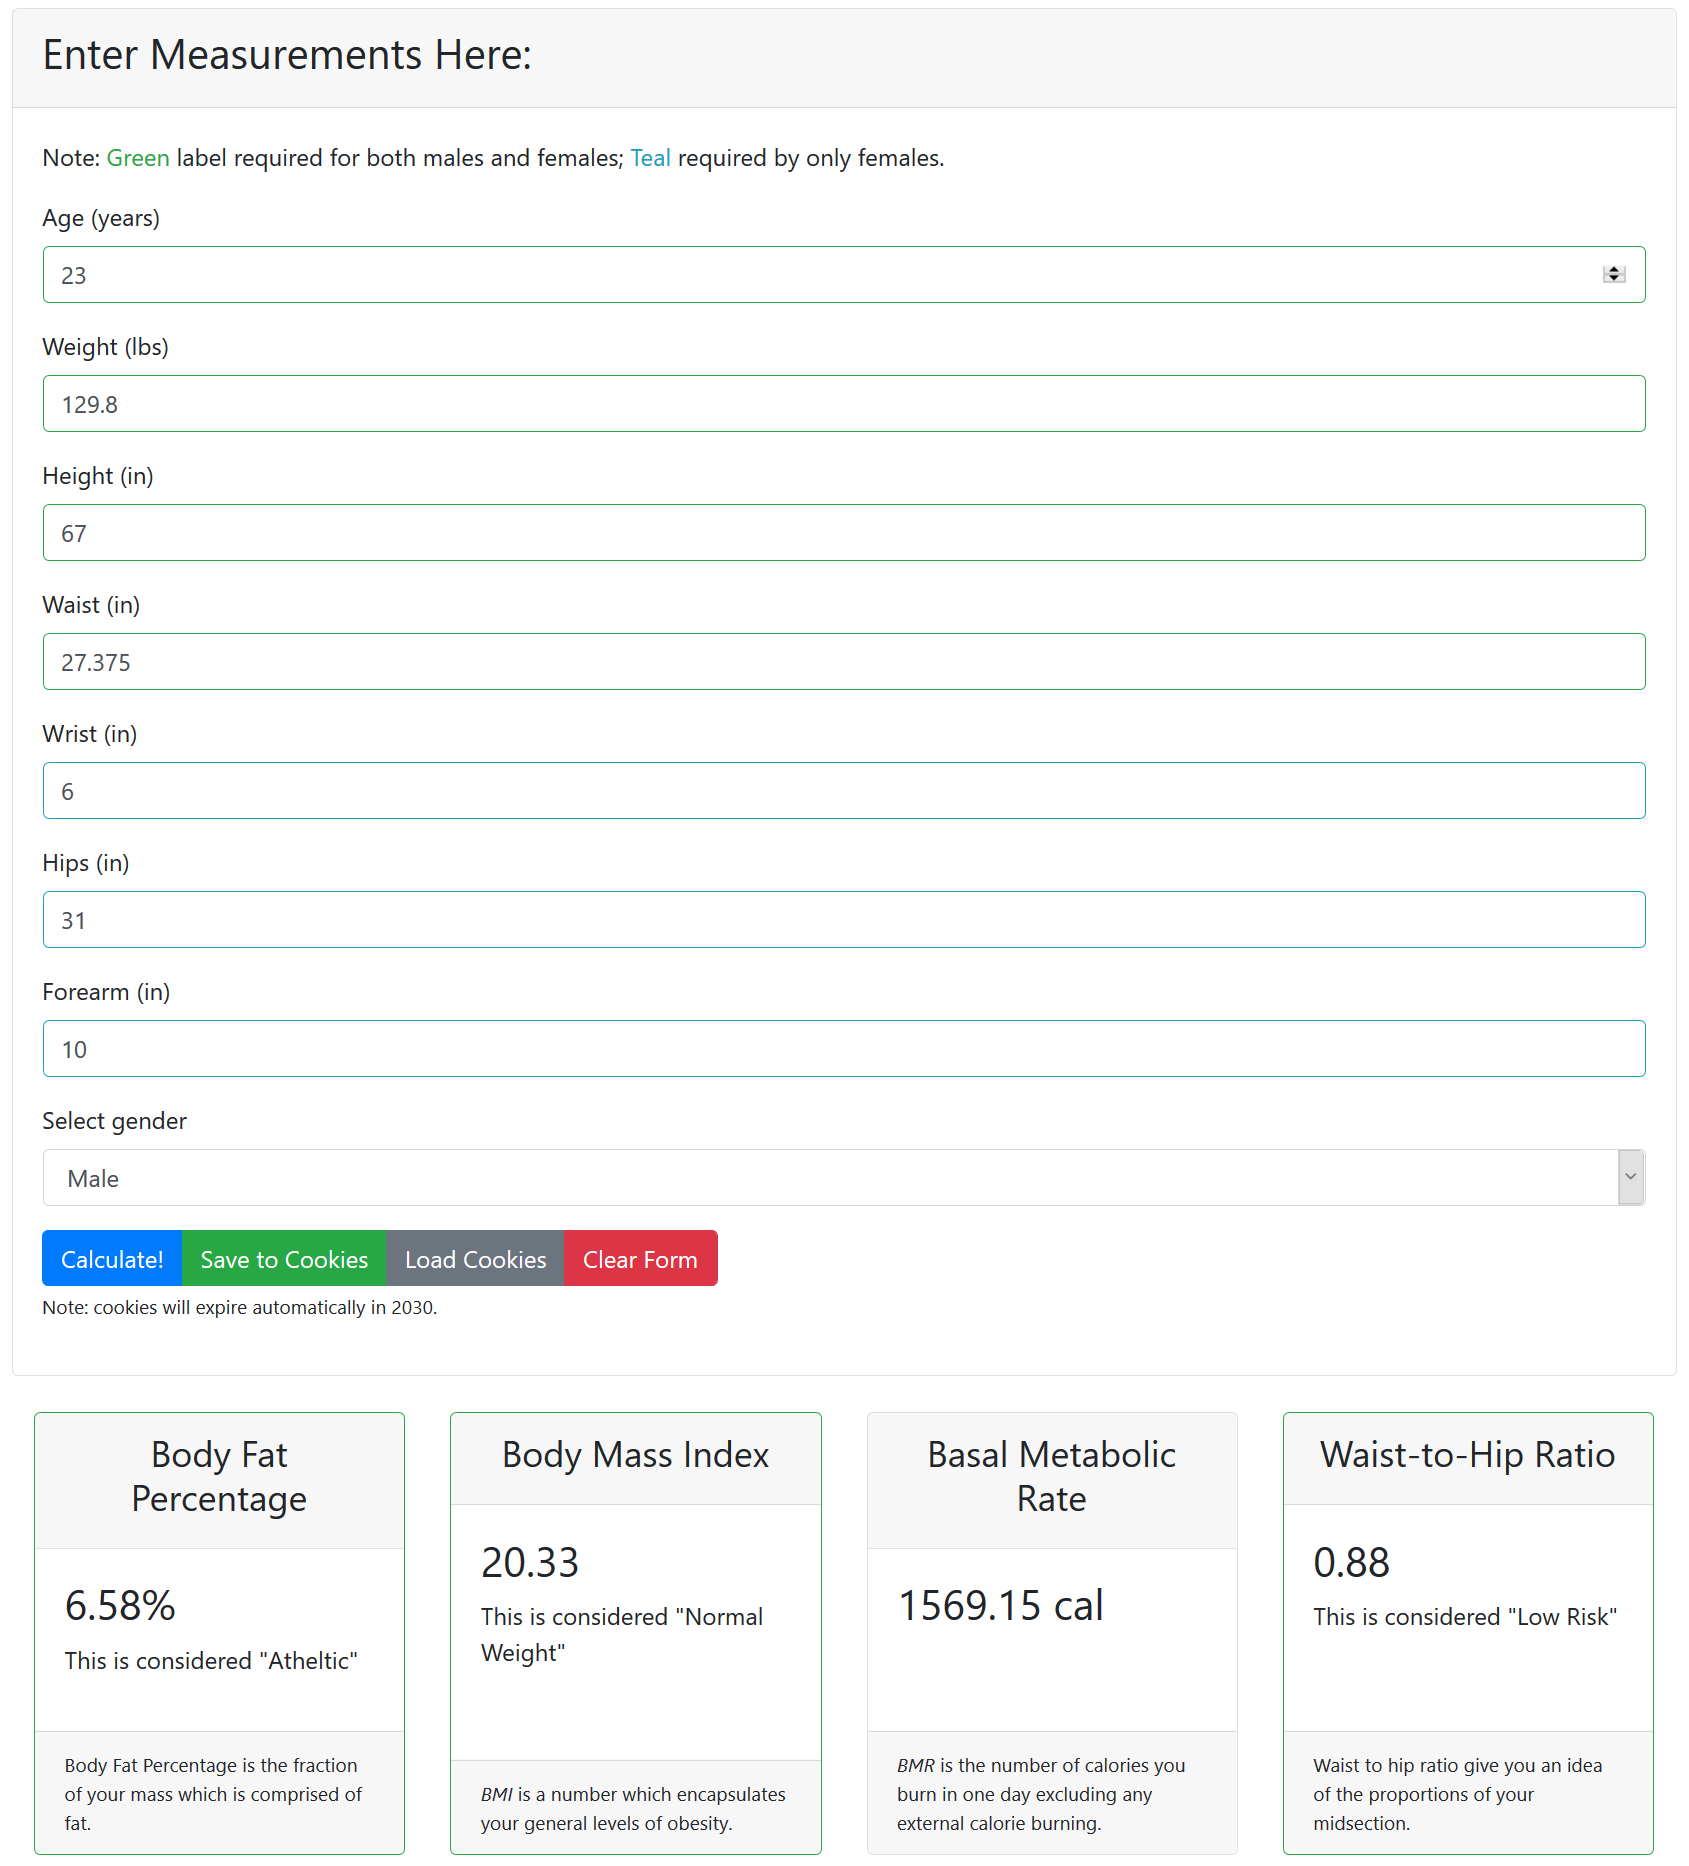 Enter Measurements Here:
Note: Green label required for both males and females; Teal required by only females.
Age (years)
23
Weight (lbs)
129.8
Height (in)
67
Waist (in)
27.375
Wrist (in)
6
Hips (in)
31
Forearm (in)
10
Select gender
Male
Calculate! Save to Cookies Load Cookies Clear Form
Note: cookies will expire automatically in 2030.
Body Fat
Percentage
6.58%
This is considered "Atheltic"
Body Fat Percentage is the fraction
of your mass which is comprised of
fat.
Body Mass Index
20.33
This is considered "Normal
Weight"
BMI is a number which encapsulates
your general levels of obesity.
Basal Metabolic
Rate
1569.15 cal
BMR is the number of calories you
burn in one day excluding any
external calorie burning.
Waist-to-Hip Ratio
0.88
This is considered "Low Risk"
Waist to hip ratio give you an idea
of the proportions of your
midsection.